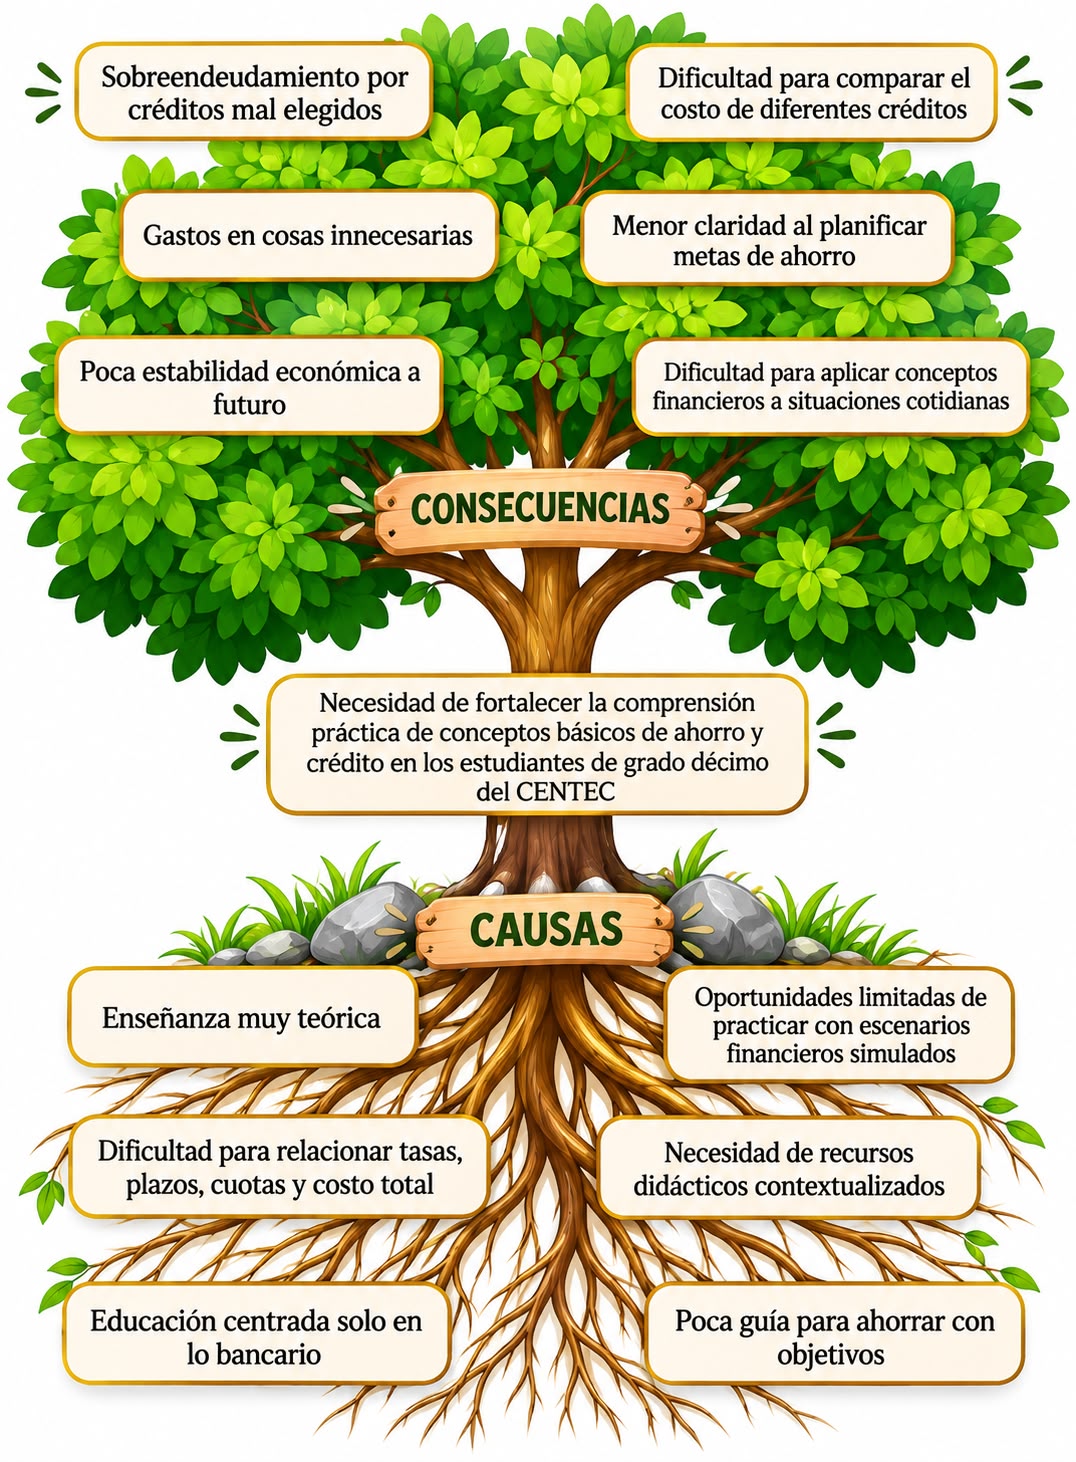 Sobreendeudamiento por
créditos mal elegidos
Dificultad para comparar el
costo de diferentes créditos
Gastos en cosas innecesarias
Menor claridad al planificar
metas de ahorro
Poca estabilidad económica a
futuro
Dificultad para aplicar conceptos
financieros a situaciones cotidianas
CONSECUENCIAS
Necesidad de fortalecer la comprensión
práctica de conceptos básicos de ahorro y
crédito en los estudiantes de grado décimo
del CENTEC
CAUSAS
Enseñanza muy teórica
Oportunidades limitadas de
practicar con escenarios
financieros simulados
Dificultad para relacionar tasas,
plazos, cuotas y costo total
Necesidad de recursos
didácticos contextualizados
Educación centrada solo en
lo bancario
Poca guía para ahorrar con
objetivos